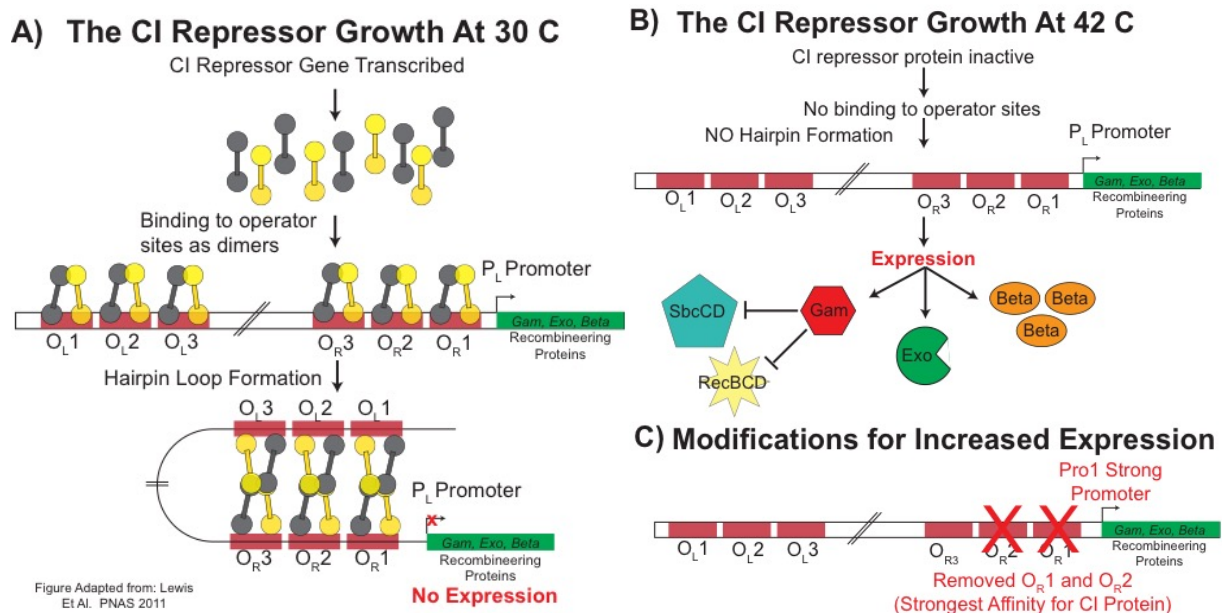 A) The CI Repressor Growth At 30 C
CI Repressor Gene Transcribed
Binding to operator
sites as dimers
PL Promoter
OL1 OL2 OL3 OR3 OR2 OR1
Gam, Exo, Beta
Recombineering
Proteins
Hairpin Loop Formation
OL3 OL2 OL1
PL Promoter
x
OR3 OR2 OR1
Gam, Exo, Beta
Recombineering
Proteins
No Expression
Figure Adapted from: Lewis
Et Al. PNAS 2011
B) The CI Repressor Growth At 42 C
CI repressor protein inactive
No binding to operator sites
NO Hairpin Formation
PL Promoter
OL1 OL2 OL3 OR3 OR2 OR1
Gam, Exo, Beta
Recombineering
Proteins
Expression
SbcCD
Gam
Beta Beta
Beta
RecBCD
Exo
C) Modifications for Increased Expression
Pro1 Strong
Promoter
OL1 OL2 OL3 OR3 OR2 OR1
Gam, Exo, Beta
Recombineering
Proteins
Removed OR1 and OR2
(Strongest Affinity for CI Protein)